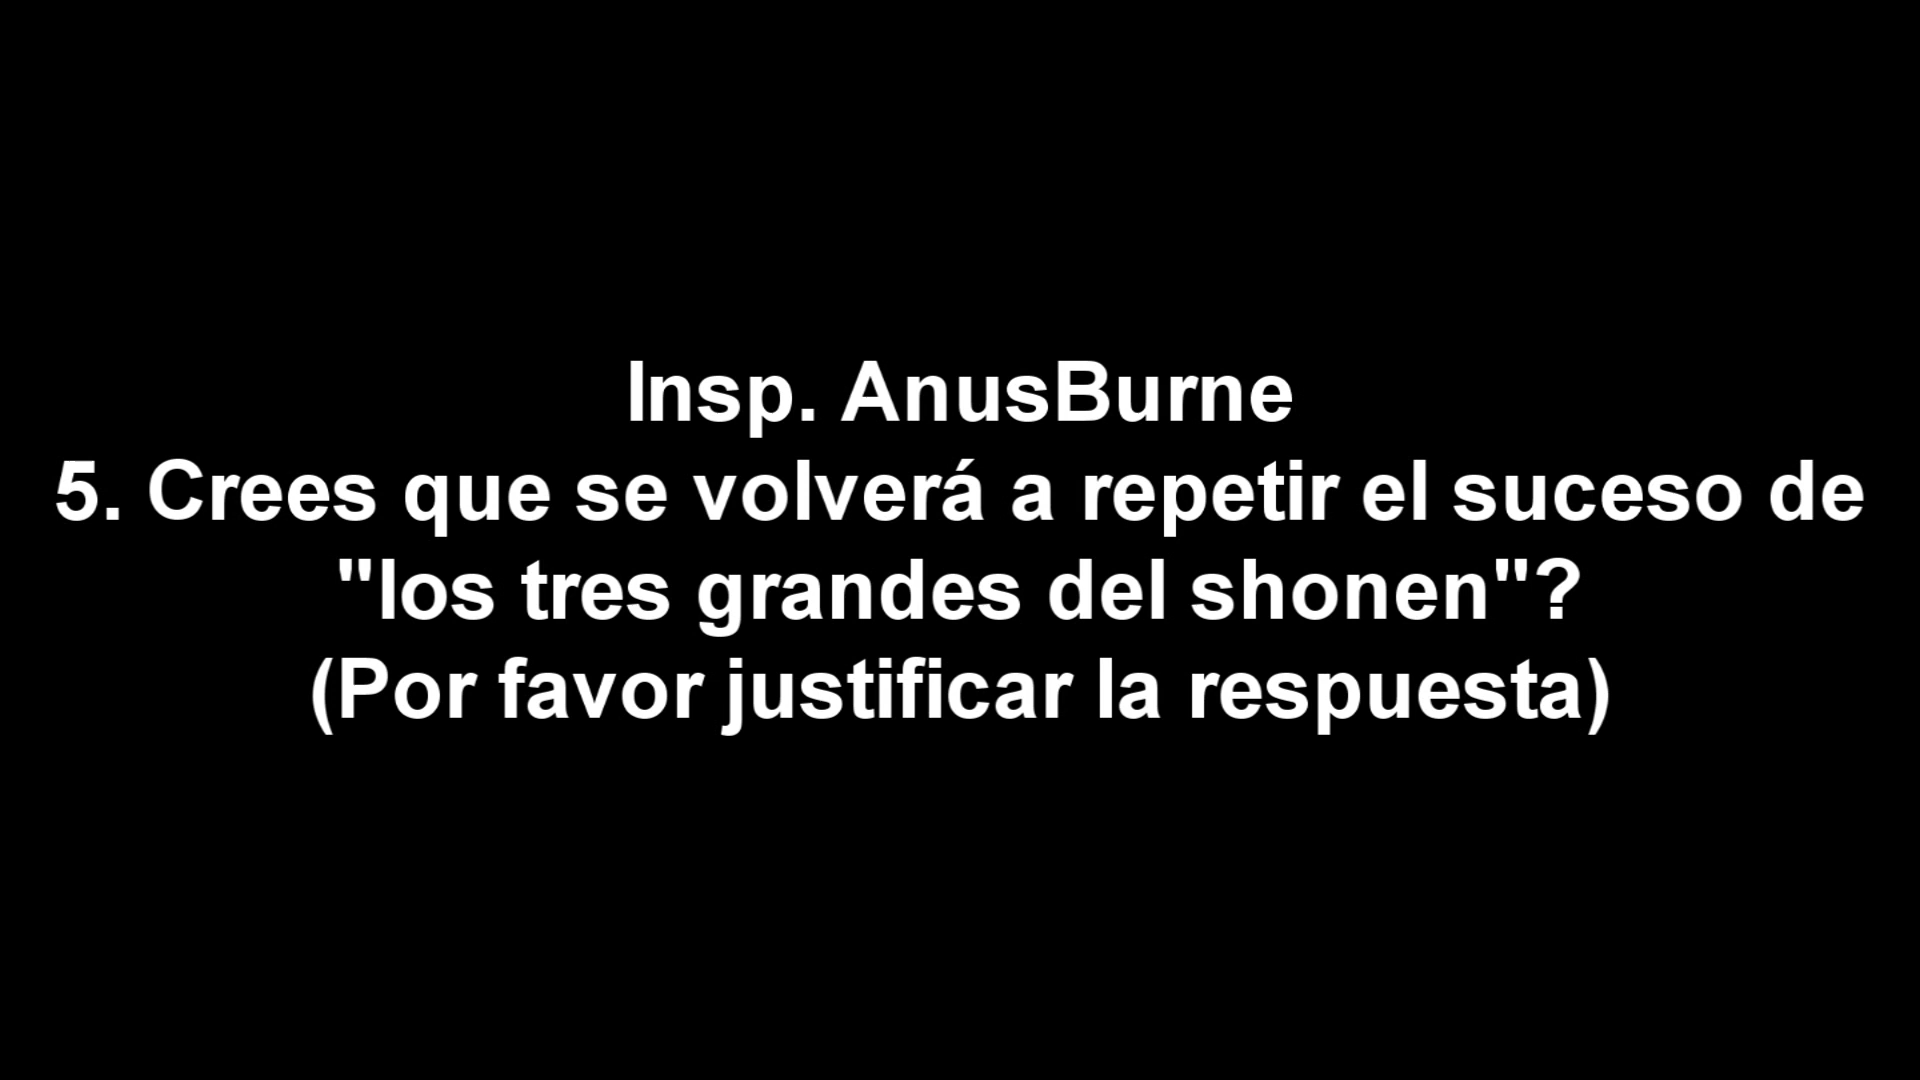 Insp. AnusBurne
5. Crees que se volverá a repetir el suceso de
"los tres grandes del shonen"?
(Por favor justificar la respuesta)